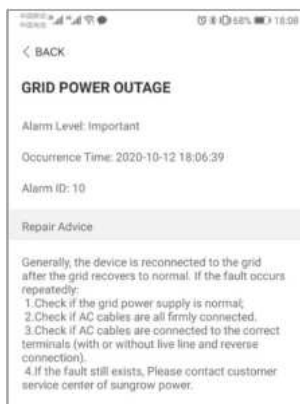 68% 18:08
< BACK
GRID POWER OUTAGE
Alarm Level: Important
Occurrence Time: 2020-10-12 18:06:39
Alarm ID: 10
Repair Advice
Generally, the device is reconnected to the grid
after the grid recovers to normal. If the fault occurs
repeatedly:
1.Check if the grid power supply is normal;
2.Check if AC cables are all firmly connected.
3.Check if AC cables are connected to the correct
terminals (with or without live line and reverse
connection).
4.If the fault still exists, Please contact customer
service center of sungrow power.